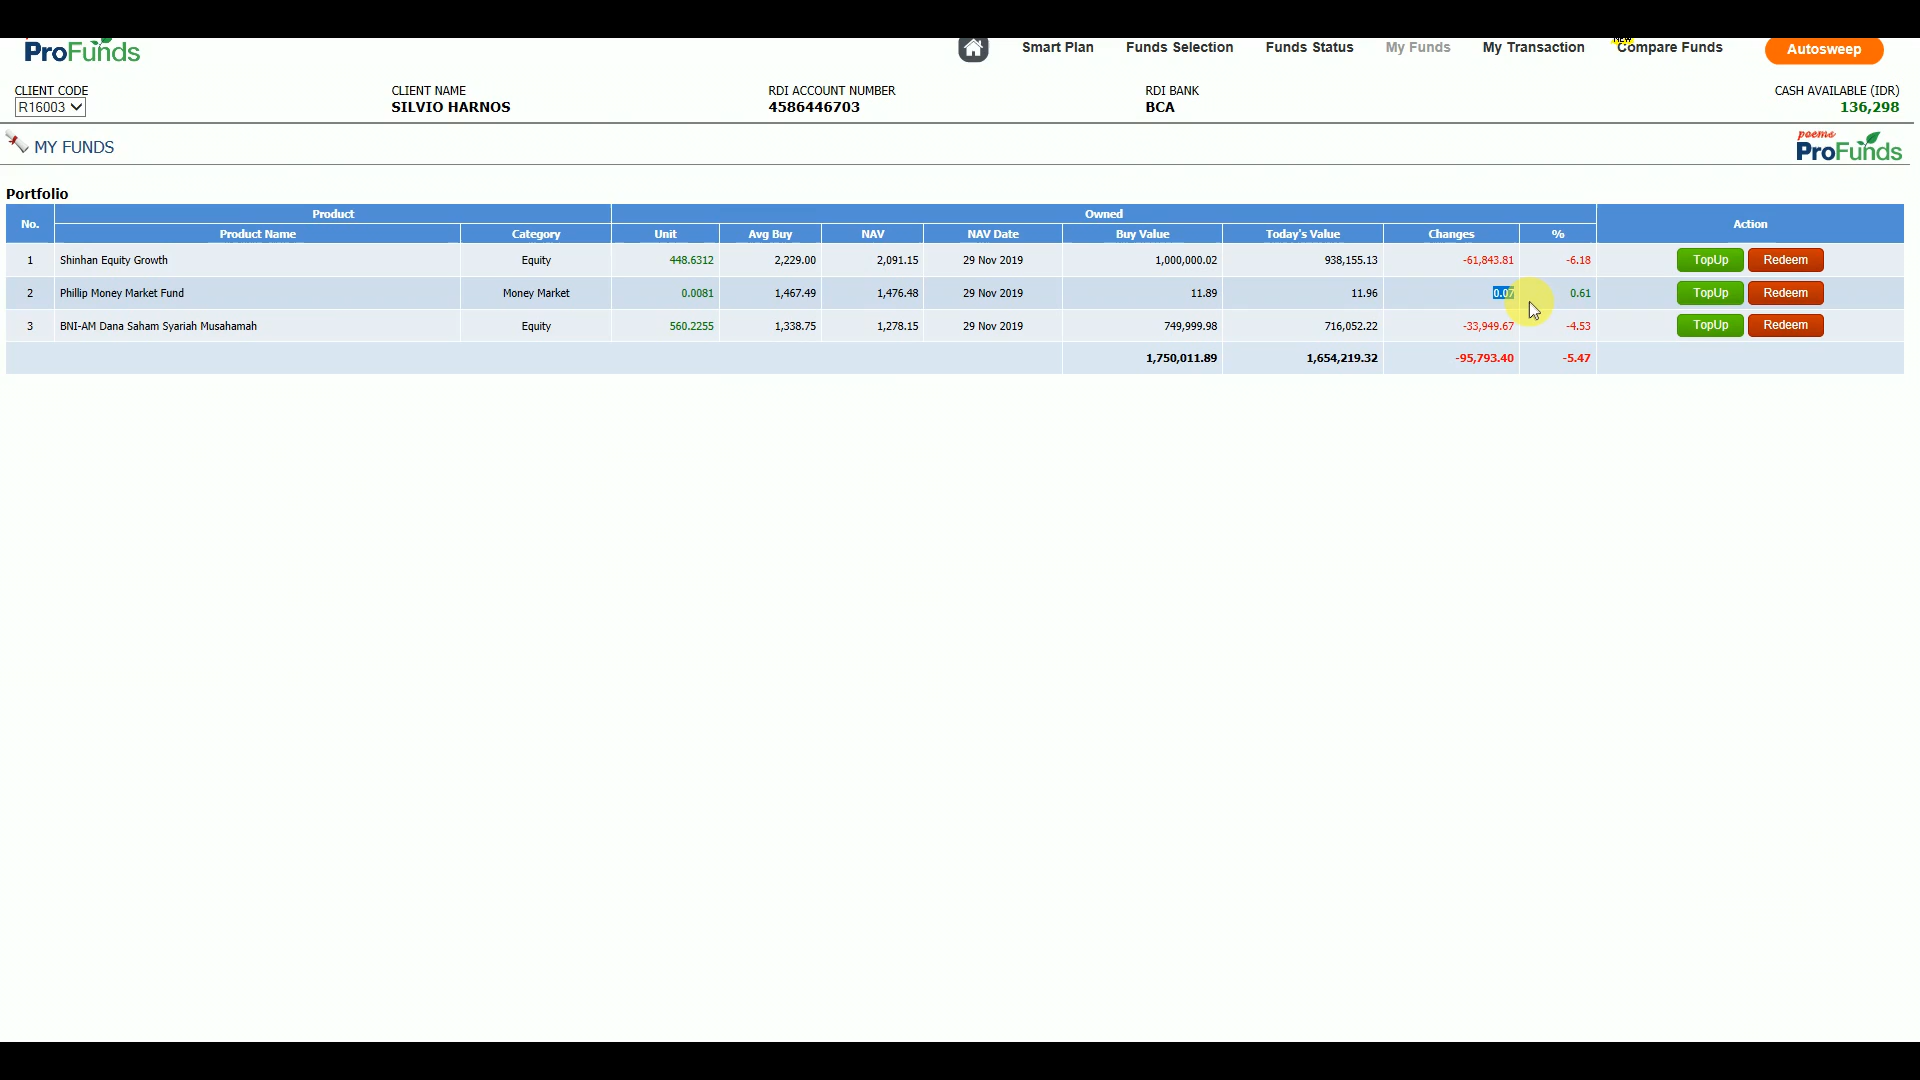 ProFunds
Smart Plan Funds Selection Funds Status My Funds My Transaction NEW Compare Funds Autosweep
CLIENT CODE CLIENT NAME RDI ACCOUNT NUMBER RDI BANK CASH AVAILABLE (IDR)
R16003 SILVIO HARNOS 4586446703 BCA 136,298
MY FUNDS
poems
ProFunds
Portfolio
No. Product Owned Action
Product Name Category Unit Avg Buy NAV NAV Date Buy Value Today's Value Changes %
1 Shinhan Equity Growth Equity 448.6312 2,229.00 2,091.15 29 Nov 2019 1,000,000.02 938,155.13 -61,843.81 -6.18 TopUp Redeem
2 Phillip Money Market Fund Money Market 0.0081 1,467.49 1,476.48 29 Nov 2019 11.89 11.96 0.07 0.61 TopUp Redeem
3 BNI-AM Dana Saham Syariah Musahamah Equity 560.2255 1,338.75 1,278.15 29 Nov 2019 749,999.98 716,052.22 -33,949.67 -4.53 TopUp Redeem
1,750,011.89 1,654,219.32 -95,793.40 -5.47